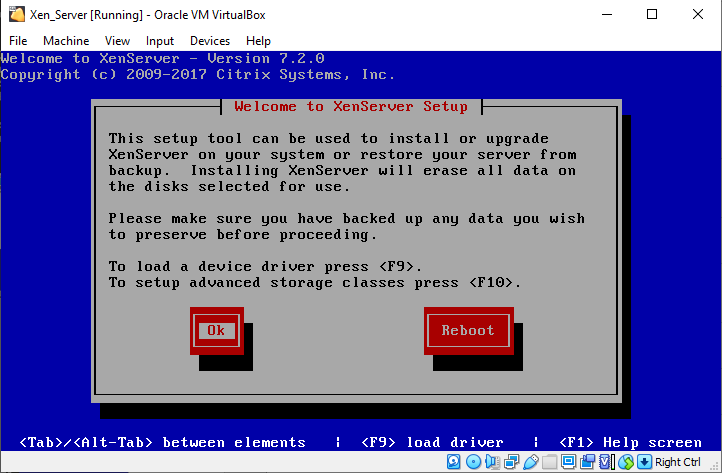 Xen_Server [Running] - Oracle VM VirtualBox
File Machine View Input Devices Help
Welcome to XenServer - Version 7.2.0
Copyright (c) 2009-2017 Citrix Systems, Inc.
Welcome to XenServer Setup
This setup tool can be used to install or upgrade
XenServer on your system or restore your server from
backup.  Installing XenServer will erase all data on
the disks selected for use.
Please make sure you have backed up any data you wish
to preserve before proceeding.
To load a device driver press <F9>.
To setup advanced storage classes press <F10>.
Ok Reboot
<Tab>/<Alt-Tab> between elements | <F9> load driver | <F1> Help screen
Right Ctrl